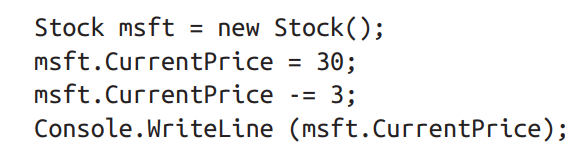 Stock msft = new Stock();
msft.CurrentPrice = 30;
msft.CurrentPrice -= 3;
Console.WriteLine (msft.CurrentPrice);